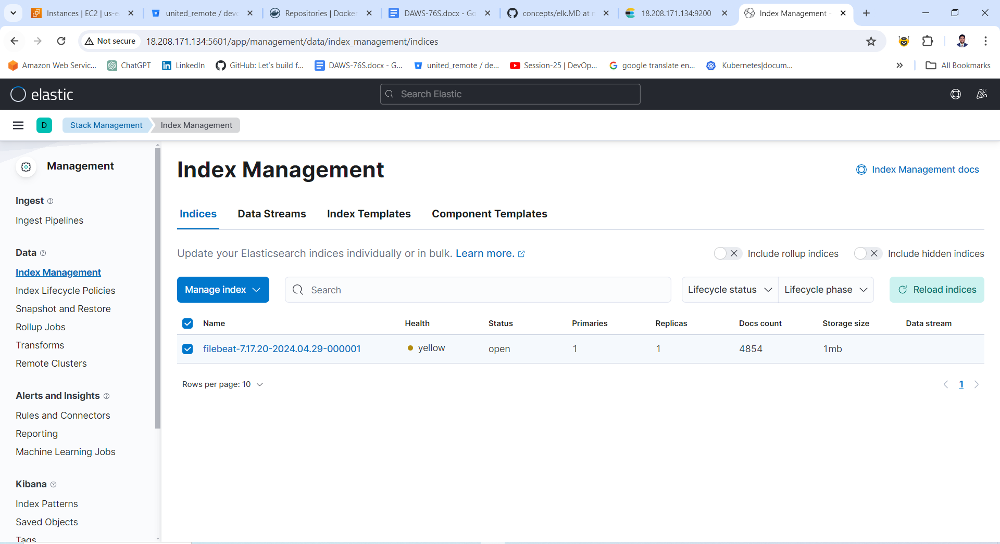 Instances | EC2 | us-e
united_remote / devo
Repositories | Docker
DAWS-76S.docx - Go
concepts/elk.MD at m
18.208.171.134:9200
Index Management -
Not secure
18.208.171.134:5601/app/management/data/index_management/indices
Amazon Web Servic...
ChatGPT
LinkedIn
GitHub: Let's build f...
DAWS-76S.docx - G...
united_remote / de...
Session-25 | DevOp...
google translate en...
Kubernetes|docum...
All Bookmarks
elastic
Search Elastic
D
Stack Management
Index Management
Management
Ingest
Ingest Pipelines
Data
Index Management
Index Lifecycle Policies
Snapshot and Restore
Rollup Jobs
Transforms
Remote Clusters
Alerts and Insights
Rules and Connectors
Reporting
Machine Learning Jobs
Kibana
Index Patterns
Saved Objects
Tags
Index Management
Index Management docs
Indices
Data Streams
Index Templates
Component Templates
Update your Elasticsearch indices individually or in bulk. Learn more.
Include rollup indices
Include hidden indices
Manage index
Search
Lifecycle status
Lifecycle phase
Reload indices
Name Health Status Primaries Replicas Docs count Storage size Data stream
filebeat-7.17.20-2024.04.29-000001 yellow open 1 1 4854 1mb
Rows per page: 10
1